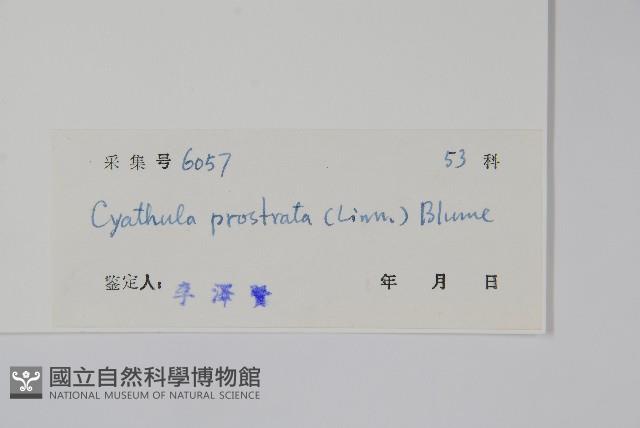 采集号 6057 53 科
Cyathula prostrata (Linn.) Blume
鉴定人: 李泽贤 年 月 日
國立自然科學博物館
NATIONAL MUSEUM OF NATURAL SCIENCE